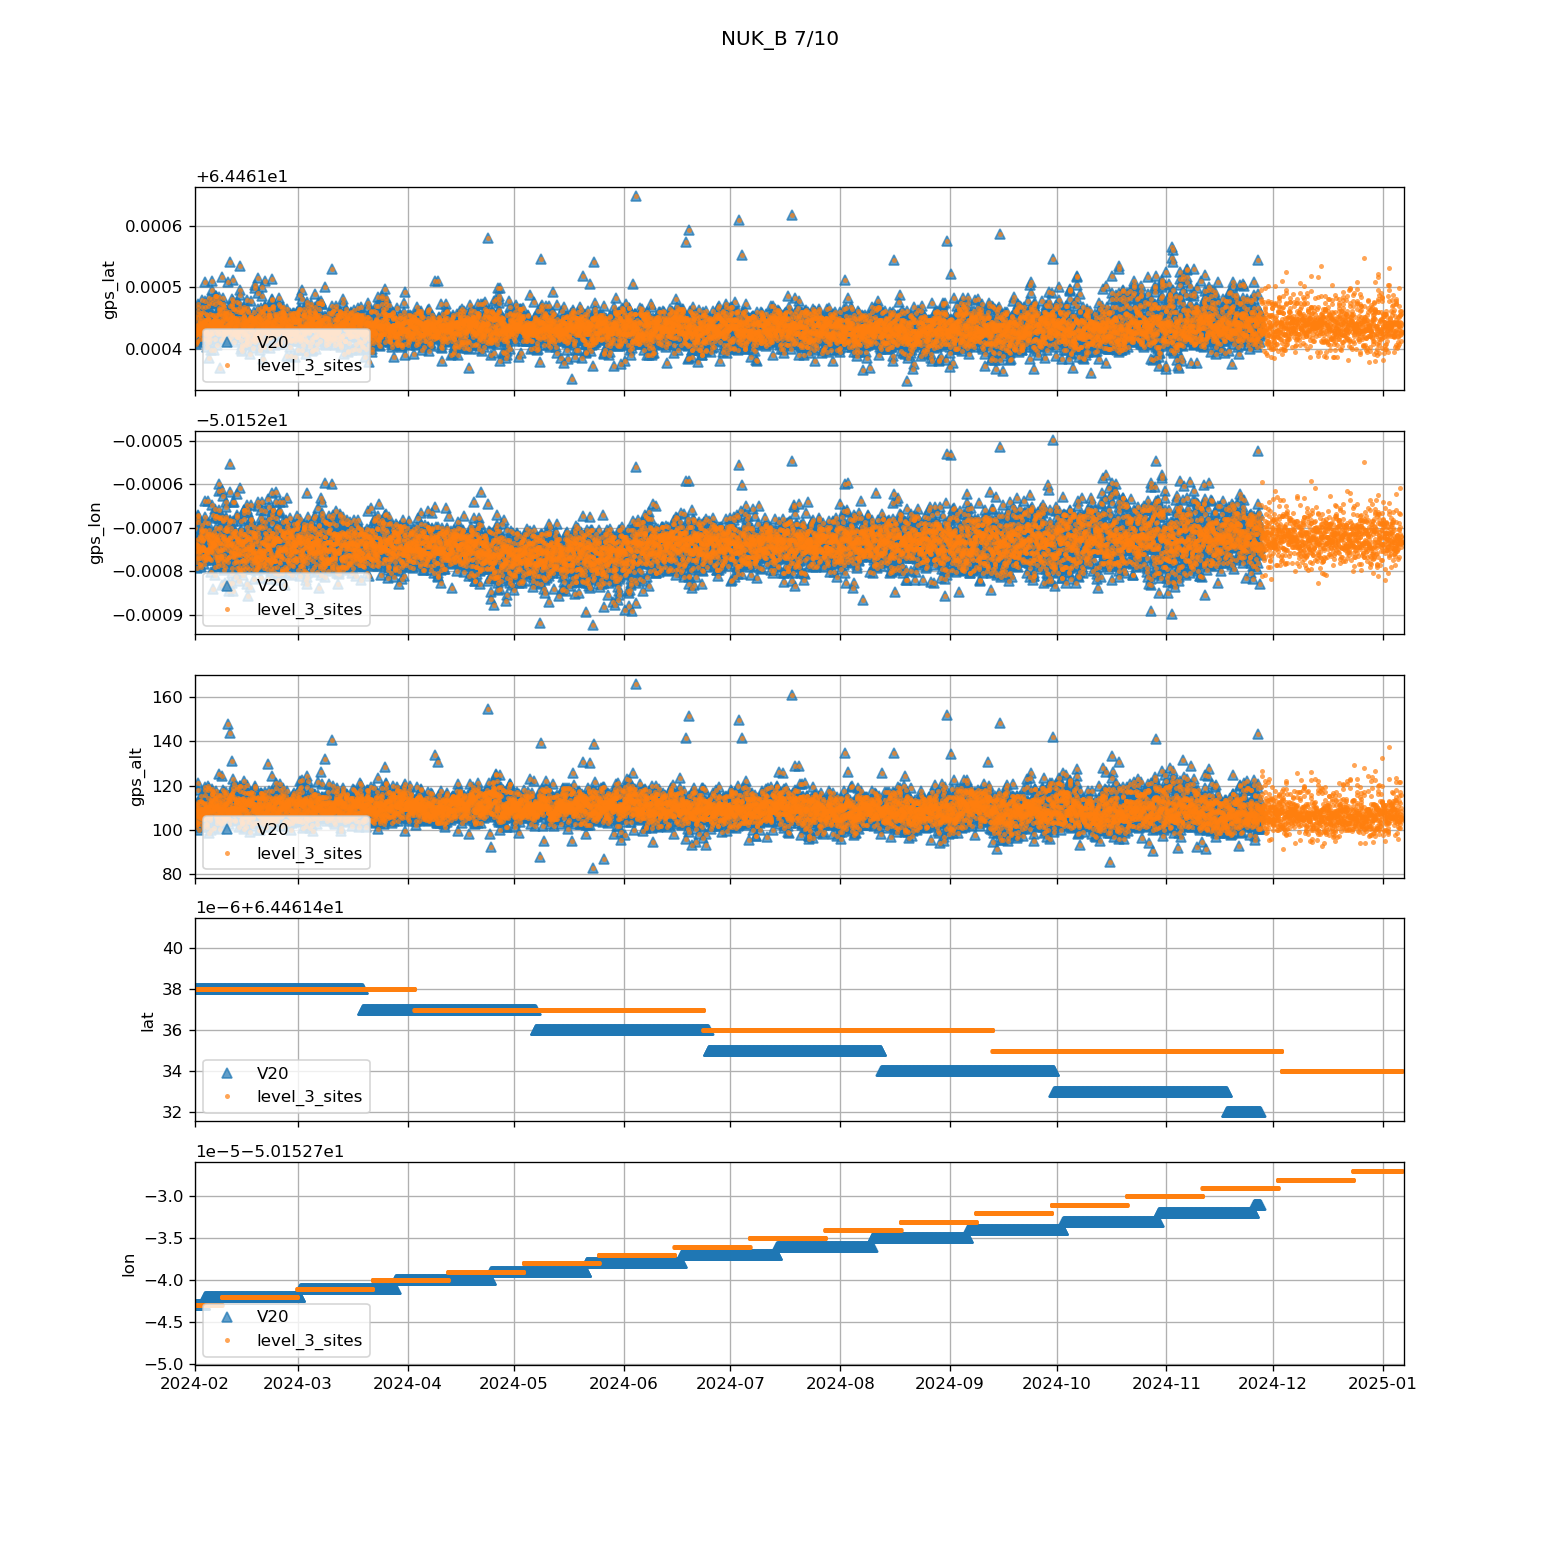 NUK_B 7/10
+6.4461e1
0.0006
0.0005
0.0004
gps_lat
V20
level_3_sites
−5.0152e1
−0.0005
−0.0006
−0.0007
−0.0008
−0.0009
gps_lon
V20
level_3_sites
160
140
120
100
80
gps_alt
V20
level_3_sites
1e−6+6.44614e1
40
38
36
34
32
lat
V20
level_3_sites
1e−5−5.01527e1
−3.0
−3.5
−4.0
−4.5
−5.0
lon
V20
level_3_sites
2024-02 2024-03 2024-04 2024-05 2024-06 2024-07 2024-08 2024-09 2024-10 2024-11 2024-12 2025-01